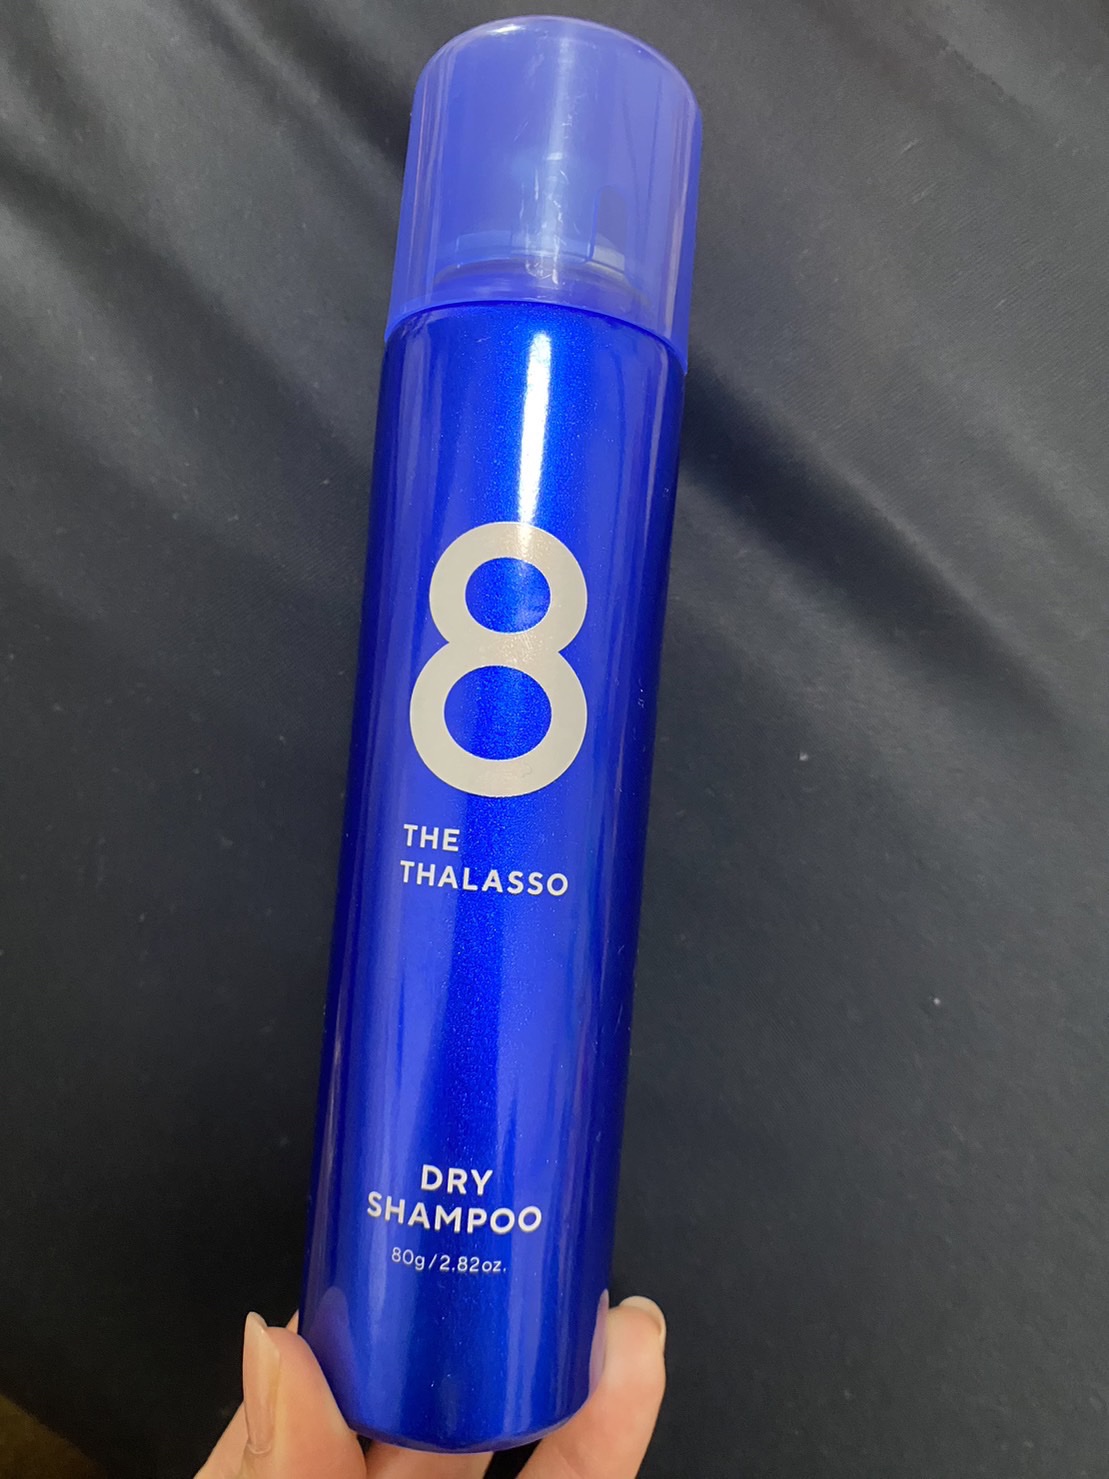 8
THE
THALASSO
DRY
SHAMPOO
80g/2.82oz.